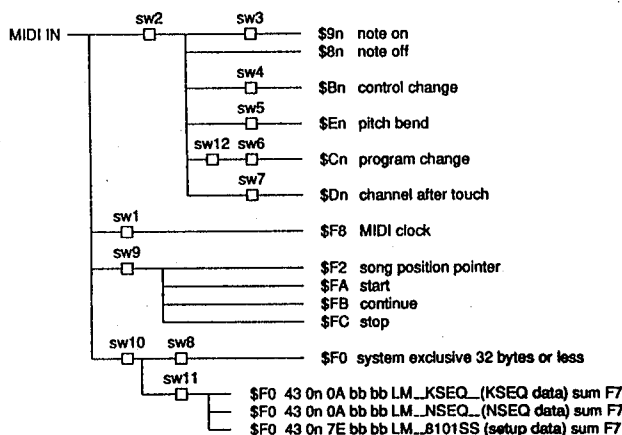 sw2 sw3
MIDI IN $9n note on
$8n note off
sw4
$Bn control change
sw5
$En pitch bend
sw12 sw6
$Cn program change
sw7
$Dn channel after touch
sw1
$F8 MIDI clock
sw9
$F2 song position pointer
$FA start
$FB continue
$FC stop
sw10 sw8
$F0 system exclusive 32 bytes or less
sw11
$F0 43 0n 0A bb bb LM__KSEQ__(KSEQ data) sum F7
$F0 43 0n 0A bb bb LM__NSEQ__(NSEQ data) sum F7
$F0 43 0n 7E bb bb LM__8101SS (setup data) sum F7